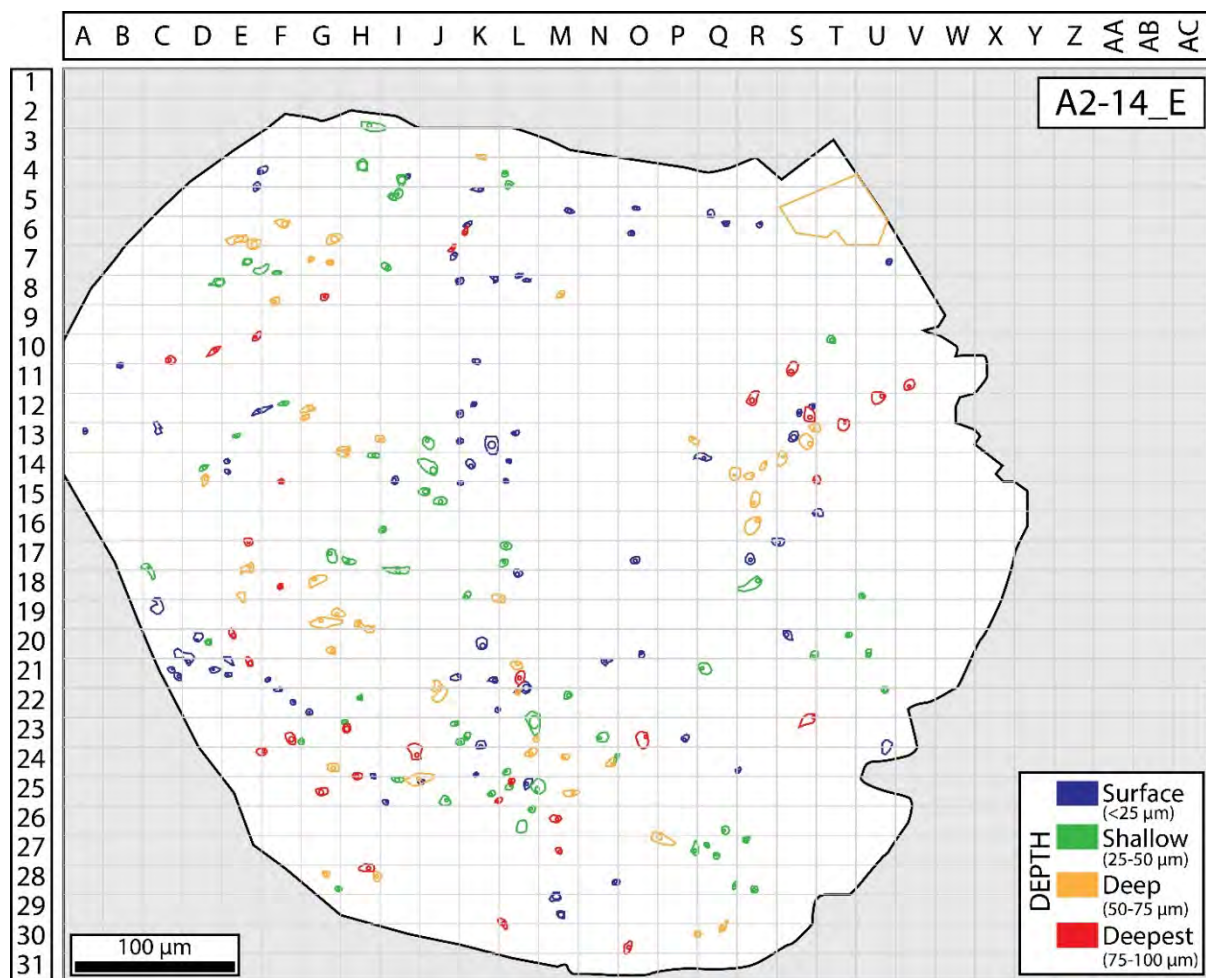 A B C D E F G H I J K L M N O P Q R S T U V W X Y Z AA AB AC
1
2
A2-14_E
3
4
5
6
7
8
9
10
11
12
13
14
15
16
17
18
19
20
21
22
23
24
25
26
27
28
29
30
31
100 µm
DEPTH
Surface
(<25 µm)
Shallow
(25-50 µm)
Deep
(50-75 µm)
Deepest
(75-100 µm)